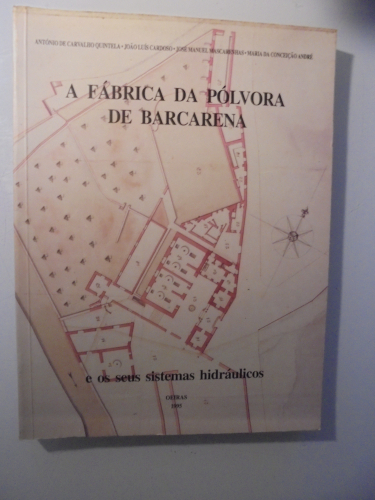 ANTÓNIO DE CARVALHO QUINTELA • JOÃO LUÍS CARDOSO • JOSÉ MANUEL MASCARENHAS • MARIA DA CONCEIÇÃO ANDRÉ
A FÁBRICA DA PÓLVORA
DE BARCARENA
e os seus sistemas hidráulicos
OEIRAS
1995